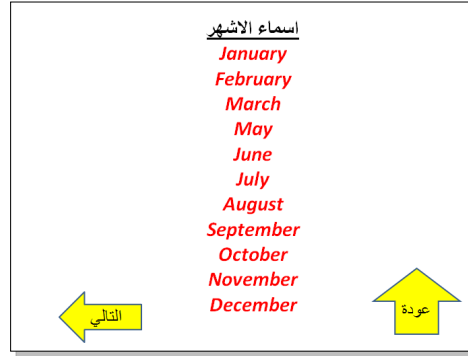 اسماء الاشهر
January
February
March
May
June
July
August
September
October
November
December
عودة
التالي